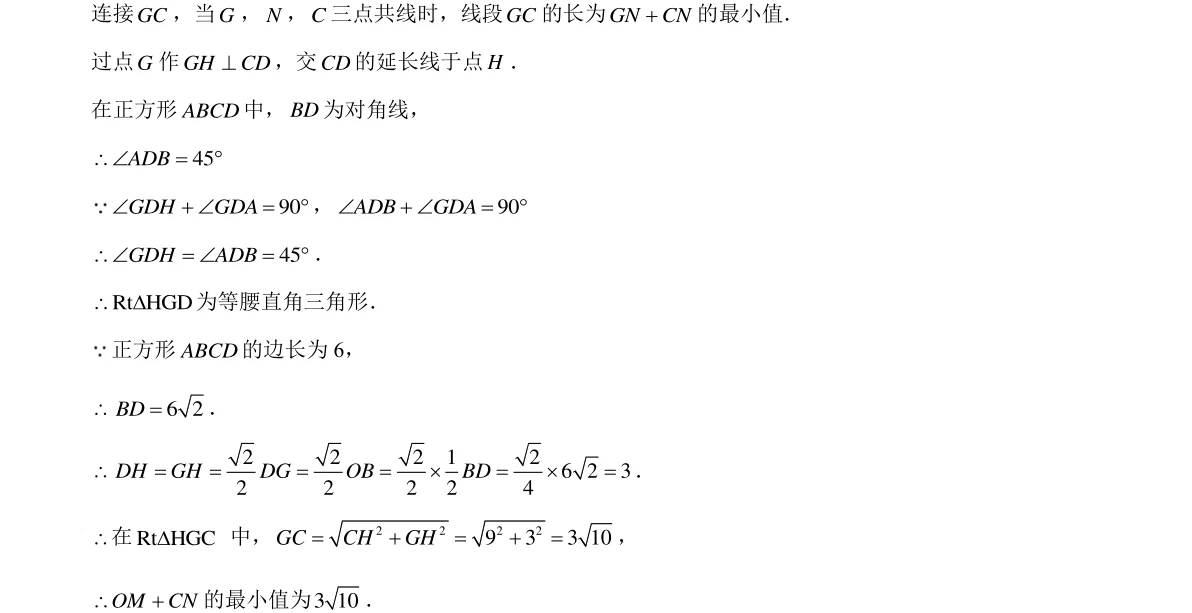 连接GC，当G，N，C三点共线时，线段GC的长为GN+CN的最小值.
过点G作GH⊥CD，交CD的延长线于点H.
在正方形ABCD中，BD为对角线，
∴∠ADB=45°
∵∠GDH+∠GDA=90°，∠ADB+∠GDA=90°
∴∠GDH=∠ADB=45°.
∴RtΔHGD为等腰直角三角形.
∵正方形ABCD的边长为6，
∴BD=6√2.
∴DH=GH=√2/2 DG=√2/2 OB=√2/2×1/2 BD=√2/4×6√2=3.
∴在RtΔHGC 中，GC=√(CH²+GH²)=√(9²+3²)=3√10，
∴OM+CN的最小值为3√10.